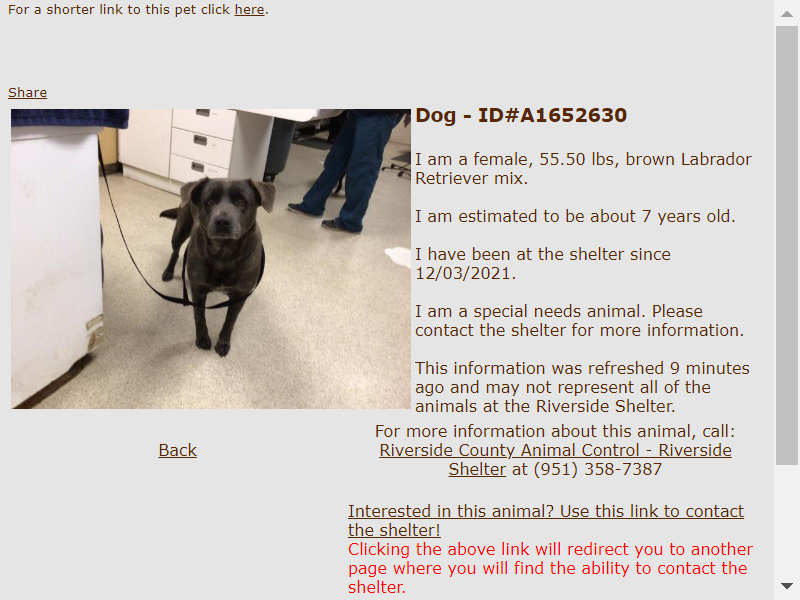 For a shorter link to this pet click here.
Share
Dog - ID#A1652630
I am a female, 55.50 lbs, brown Labrador
Retriever mix.
I am estimated to be about 7 years old.
I have been at the shelter since
12/03/2021.
I am a special needs animal. Please
contact the shelter for more information.
This information was refreshed 9 minutes
ago and may not represent all of the
animals at the Riverside Shelter.
Back
For more information about this animal, call:
Riverside County Animal Control - Riverside
Shelter at (951) 358-7387
Interested in this animal? Use this link to contact
the shelter!
Clicking the above link will redirect you to another
page where you will find the ability to contact the
shelter.